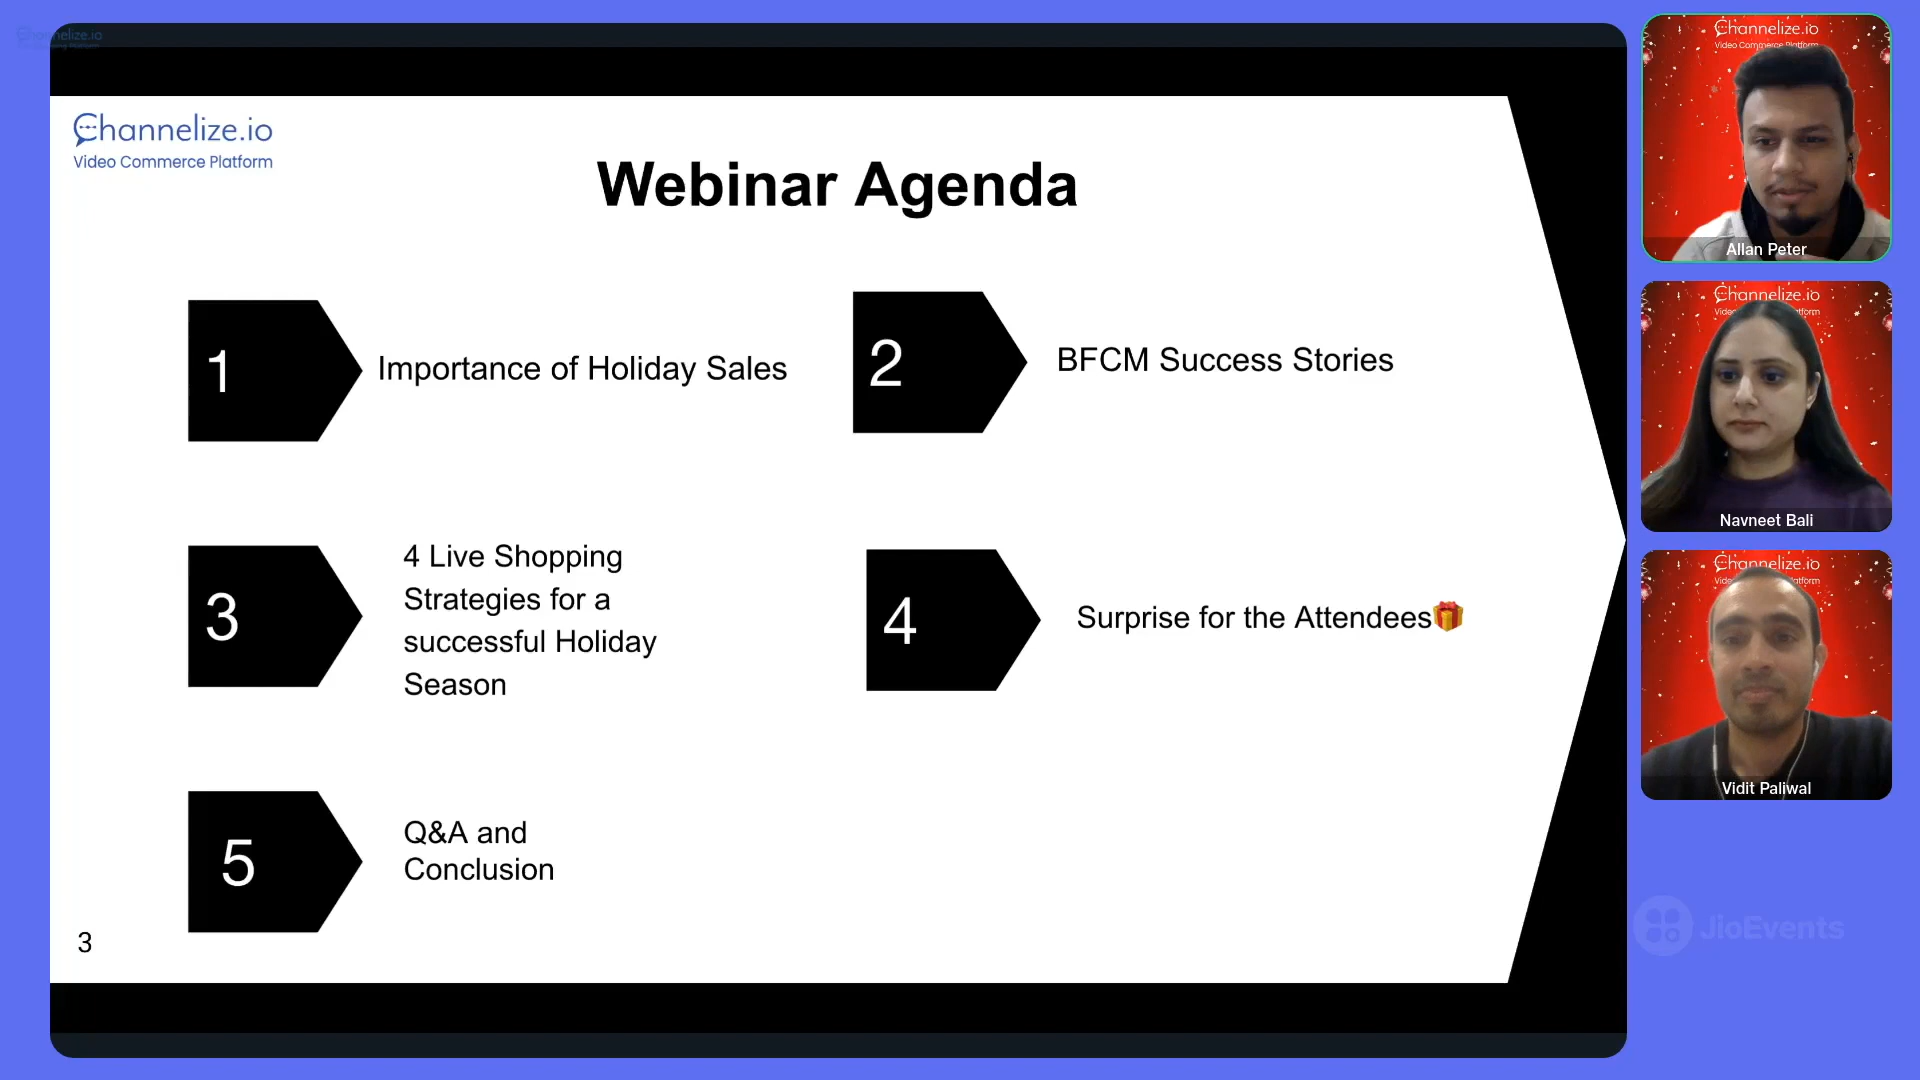 Channelize.io
Channelize.io
Video Commerce Platform
Webinar Agenda
1
Importance of Holiday Sales
2
BFCM Success Stories
3
4 Live Shopping
Strategies for a
successful Holiday
Season
4
Surprise for the Attendees🎁
5
Q&A and
Conclusion
3
Channelize.io
Video Commerce Platform
Allan Peter
Channelize.io
Navneet Bali
Channelize.io
Vidit Paliwal
JioEvents